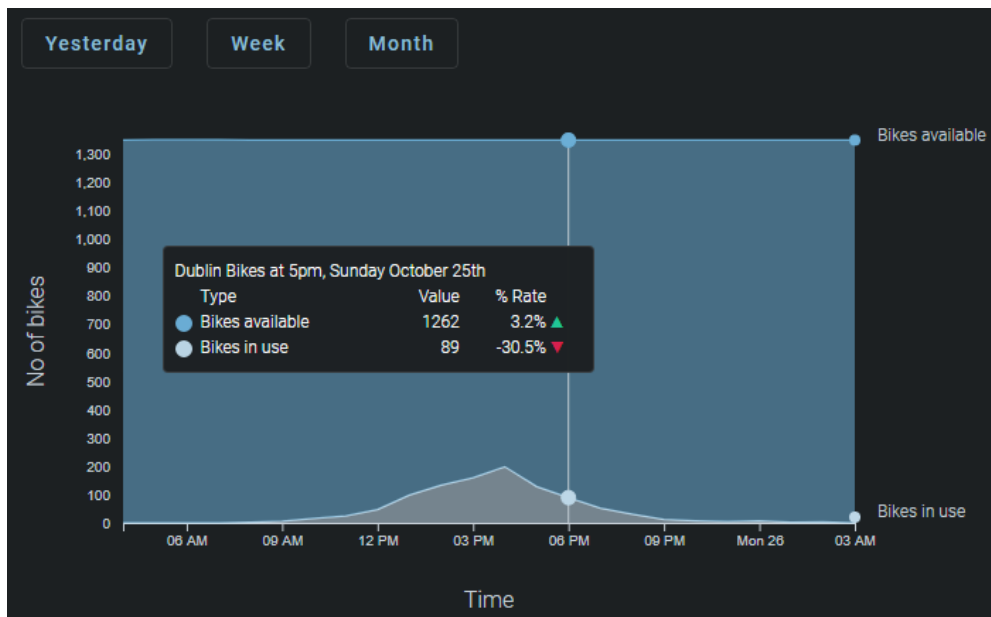 Yesterday Week Month
Bikes available
1,300
1,200
1,100
1,000
900
800
700
600
500
400
300
200
100
0
No of bikes
Dublin Bikes at 5pm, Sunday October 25th
Type Value % Rate
Bikes available 1262 3.2%
Bikes in use 89 -30.5%
Bikes in use
06 AM 09 AM 12 PM 03 PM 06 PM 09 PM Mon 26 03 AM
Time